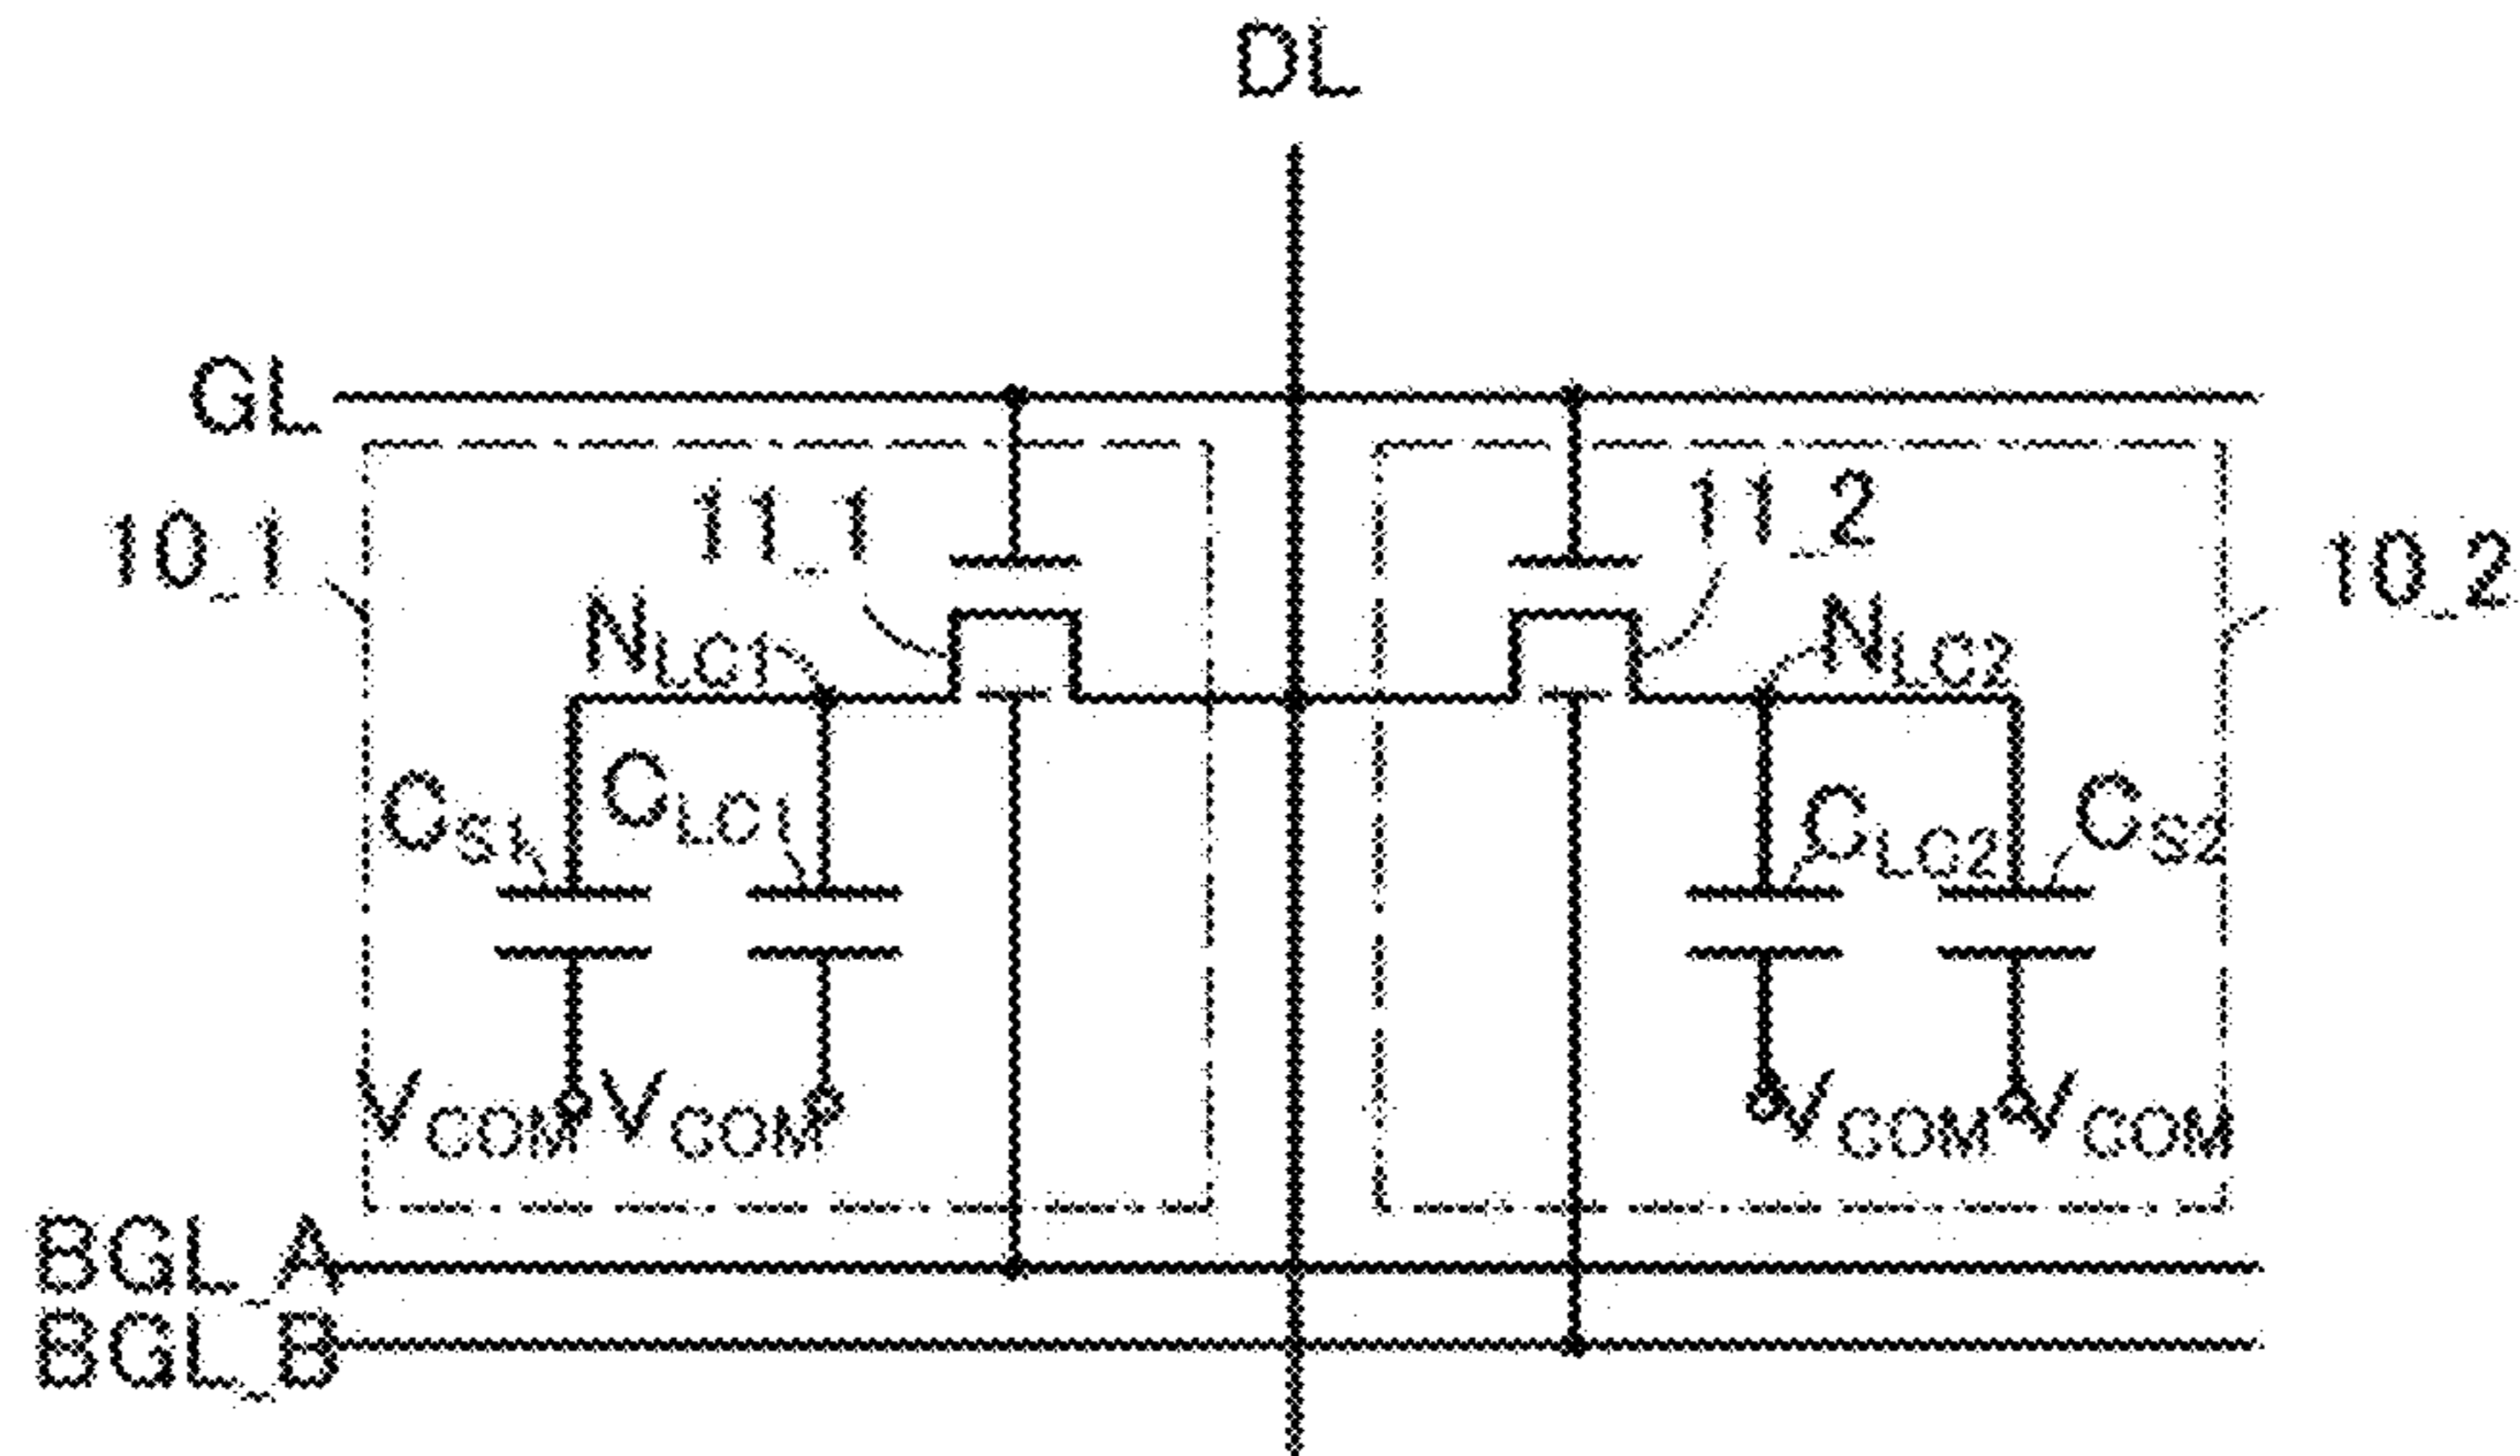 DL
GL
10_1
11_1
11_2
10_2
NLC1
NLC2
CS1
CLC1
CLC2
CS2
VCOM
VCOM
VCOM
VCOM
BGL_A
BGL_B